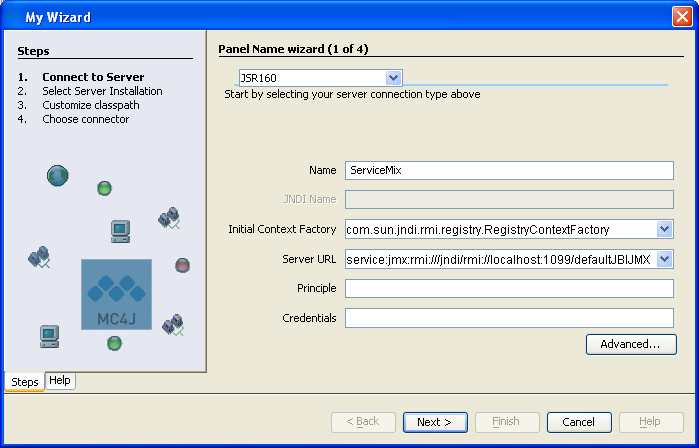 My Wizard
Steps
1. Connect to Server
2. Select Server Installation
3. Customize classpath
4. Choose connector
MC4J
Steps Help
Panel Name wizard (1 of 4)
JSR160
Start by selecting your server connection type above
Name ServiceMix
JNDI Name
Initial Context Factory com.sun.jndi.rmi.registry.RegistryContextFactory
Server URL service:jmx:rmi:///jndi/rmi://localhost:1099/defaultJBIJMX
Principle
Credentials
Advanced...
< Back Next > Finish Cancel Help